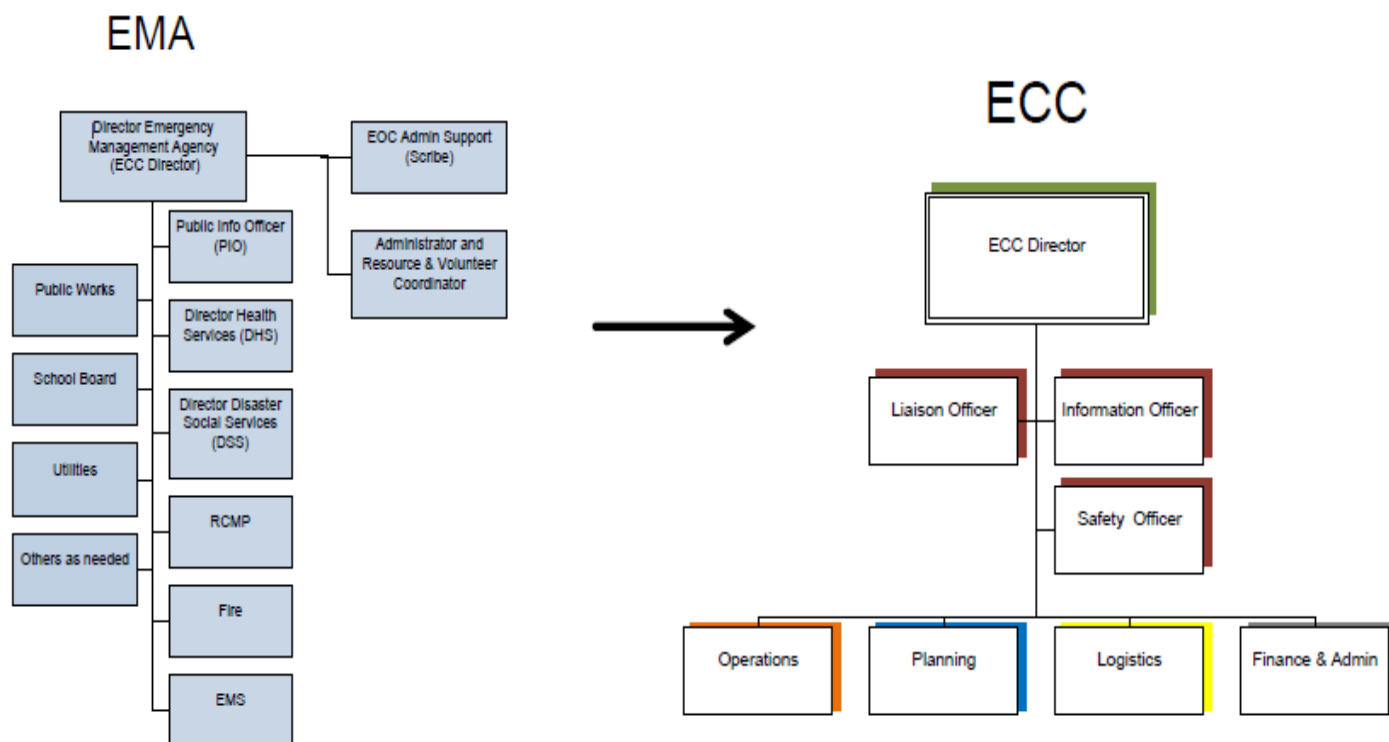 EMA
Director Emergency
Management Agency
(ECC Director)
EOC Admin Support
(Scribe)
Public Info Officer
(PIO)
Administrator and
Resource & Volunteer
Coordinator
Public Works
Director Health
Services (DHS)
School Board
Director Disaster
Social Services
(DSS)
Utilities
RCMP
Others as needed
Fire
EMS
ECC
ECC Director
Liaison Officer
Information Officer
Safety Officer
Operations
Planning
Logistics
Finance & Admin